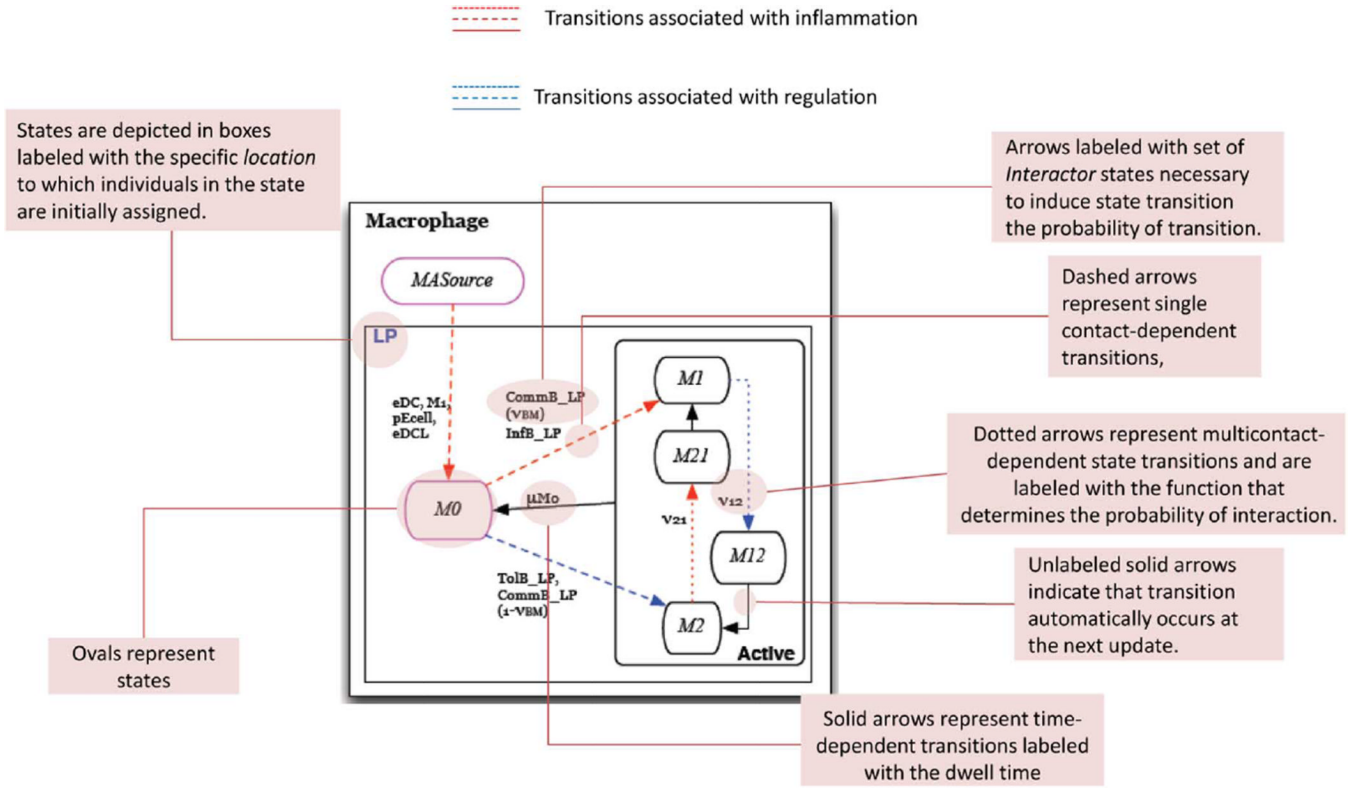 Transitions associated with inflammation
Transitions associated with regulation
States are depicted in boxes
labeled with the specific location
to which individuals in the state
are initially assigned.
Arrows labeled with set of
Interactor states necessary
to induce state transition
the probability of transition.
Macrophage
MASource
Dashed arrows
represent single
contact-dependent
transitions,
LP
M1
eDC, M1,
pEcell,
eDCL
CommB_LP
(νBM)
InfB_LP
M21
Dotted arrows represent multicontact-
dependent state transitions and are
labeled with the function that
determines the probability of interaction.
M0
μM0
ν12
ν21
M12
TolB_LP,
CommB_LP
(1-νBM)
Unlabeled solid arrows
indicate that transition
automatically occurs at
the next update.
M2
Active
Ovals represent
states
Solid arrows represent time-
dependent transitions labeled
with the dwell time